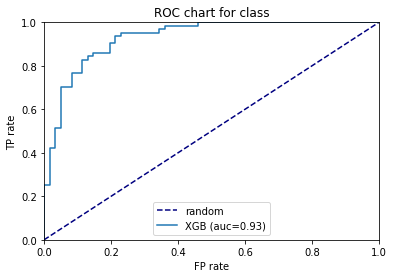 ROC chart for class
1.0
0.8
0.6
0.4
0.2
0.0
TP rate
random
XGB (auc=0.93)
0.0 0.2 0.4 0.6 0.8 1.0
FP rate